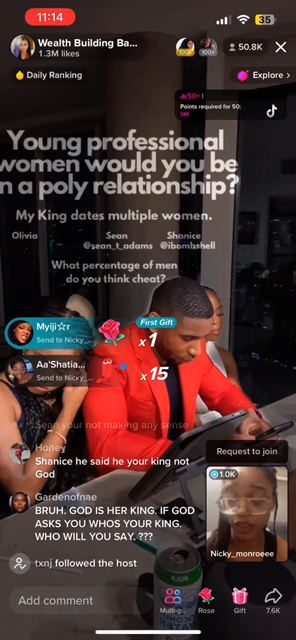 11:14
35
Wealth Building Ba...
1.3M likes
100+
50.8K
Daily Ranking
Explore >
50+ |
Points required for 50:
Young professional
women would you be
n a poly relationship?
My King dates multiple women.
Olivia
Sean
Shanice
@sean_t_adams @ibombshell
What percentage of men
do you think cheat?
First Gift
Myiji☆r
Send to Nicky_...
x1
Aa'Shatia...
Send to Nicky_...
x15
Sean your not making any sense
Honey
Shanice he said he your king not
God
Request to join
1.0K
Gardenofnae
BRUH. GOD IS HER KING. IF GOD
ASKS YOU WHOS YOUR KING.
WHO WILL YOU SAY. ???
Nicky_monroeee
txnj followed the host
Add comment
Multi-g...
Rose
Gift
7.6K